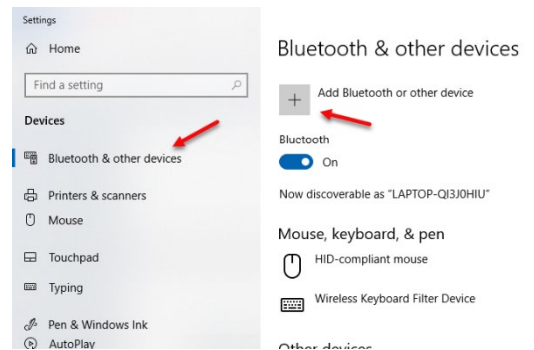 Settings
Home
Find a setting
Devices
Bluetooth & other devices
Printers & scanners
Mouse
Touchpad
Typing
Pen & Windows Ink
AutoPlay
Bluetooth & other devices
Add Bluetooth or other device
Bluetooth
On
Now discoverable as "LAPTOP-QI3J0HIU"
Mouse, keyboard, & pen
HID-compliant mouse
Wireless Keyboard Filter Device
Other devices